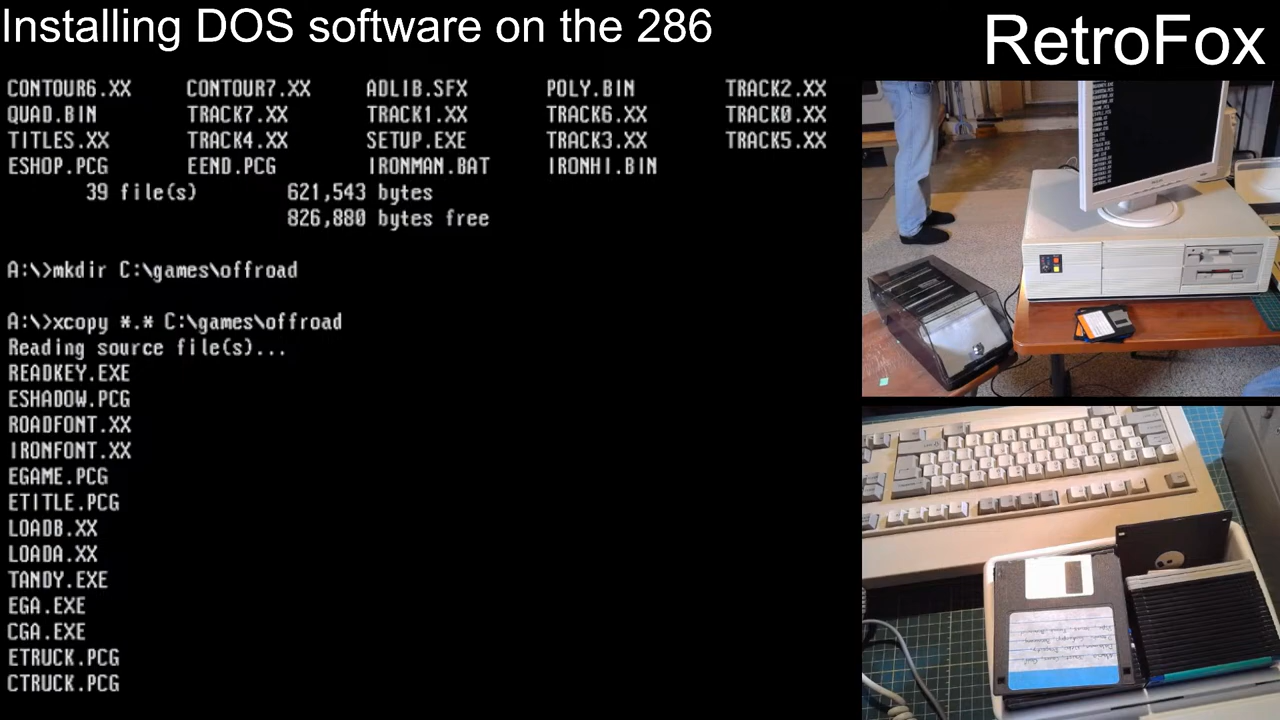 Installing DOS software on the 286
RetroFox
CONTOUR6.XX CONTOUR7.XX ADLIB.SFX POLY.BIN TRACK2.XX
QUAD.BIN TRACK7.XX TRACK1.XX TRACK6.XX TRACK0.XX
TITLES.XX TRACK4.XX SETUP.EXE TRACK3.XX TRACK5.XX
ESHOP.PCG EEND.PCG IRONMAN.BAT IRONHI.BIN
39 file(s) 621,543 bytes
826,880 bytes free
A:\>mkdir C:\games\offroad
A:\>xcopy *.* C:\games\offroad
Reading source file(s)...
READKEY.EXE
ESHADOW.PCG
ROADFONT.XX
IRONFONT.XX
EGAME.PCG
ETITLE.PCG
LOADB.XX
LOADA.XX
TANDY.EXE
EGA.EXE
CGA.EXE
ETRUCK.PCG
CTRUCK.PCG